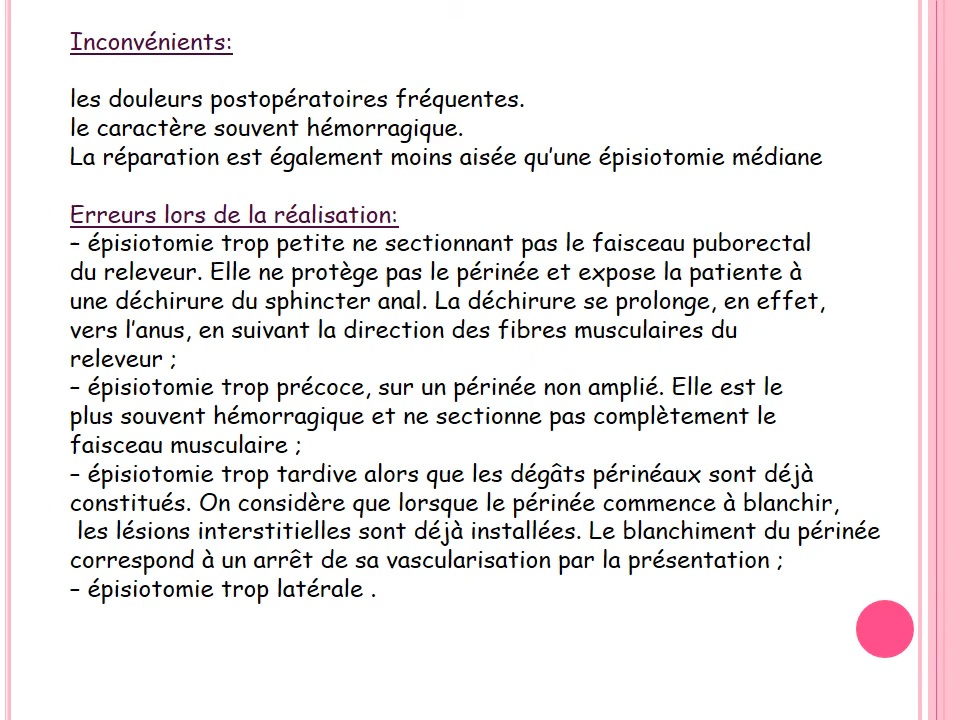 Inconvénients:
les douleurs postopératoires fréquentes.
le caractère souvent hémorragique.
La réparation est également moins aisée qu’une épisiotomie médiane
Erreurs lors de la réalisation:
– épisiotomie trop petite ne sectionnant pas le faisceau puborectal
du releveur. Elle ne protège pas le périnée et expose la patiente à
une déchirure du sphincter anal. La déchirure se prolonge, en effet,
vers l’anus, en suivant la direction des fibres musculaires du
releveur ;
– épisiotomie trop précoce, sur un périnée non amplié. Elle est le
plus souvent hémorragique et ne sectionne pas complètement le
faisceau musculaire ;
– épisiotomie trop tardive alors que les dégâts périnéaux sont déjà
constitués. On considère que lorsque le périnée commence à blanchir,
les lésions interstitielles sont déjà installées. Le blanchiment du périnée
correspond à un arrêt de sa vascularisation par la présentation ;
– épisiotomie trop latérale .